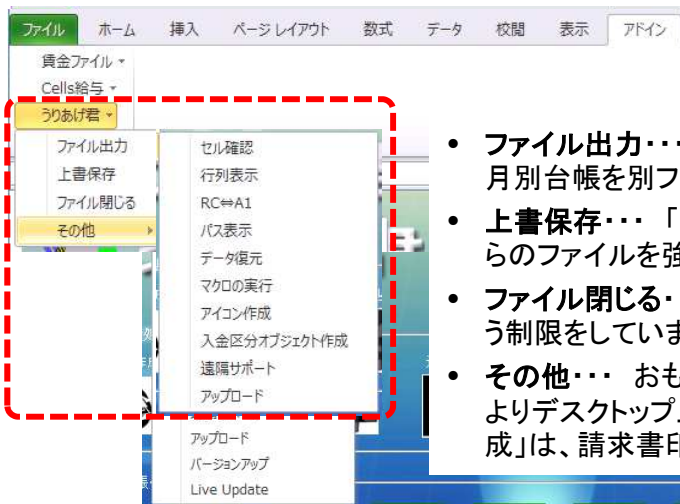 ファイル ホーム 挿入 ページ レイアウト 数式 データ 校閲 表示 アドイン
賃金ファイル
Cells給与
うりあげ君
ファイル出力
上書保存
ファイル閉じる
その他
セル確認
行列表示
RC⇔A1
パス表示
データ復元
マクロの実行
アイコン作成
入金区分オブジェクト作成
遠隔サポート
アップロード
アップロード
バージョンアップ
Live Update
• ファイル出力･･･
月別台帳を別フ
• 上書保存･･･ 「
らのファイルを強
• ファイル閉じる･
う制限をしていま
• その他･･･ おも
よりデスクトップ
成」は、請求書印